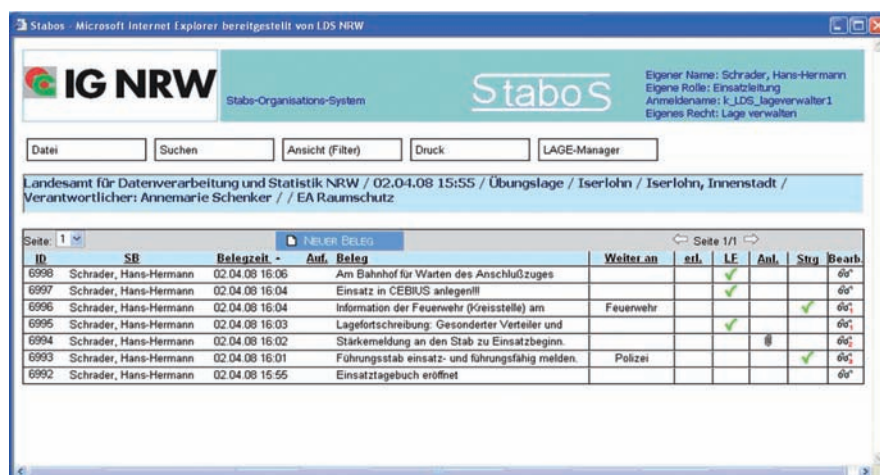 Stabos - Microsoft Internet Explorer bereitgestellt von LDS NRW
IG NRW
Stabs-Organisations-System
StaboS
Eigener Name: Schrader, Hans-Hermann
Eigene Rolle: Einsatzleitung
Anmeldename: k_LDS_lageverwalter1
Eigenes Recht: Lage verwalten
Datei Suchen Ansicht (Filter) Druck LAGE-Manager
Landesamt für Datenverarbeitung und Statistik NRW / 02.04.08 15:55 / Übungslage / Iserlohn / Iserlohn, Innenstadt /
Verantwortlicher: Annemarie Schenker / / EA Raumschutz
Seite: 1 NEUER BELEG Seite 1/1
ID SB Belegzeit Auf. Beleg Weiter an erl. LF Anl. Strg Bearb.
6998 Schrader, Hans-Hermann 02.04.08 16:06 Am Bahnhof für Warten des Anschlußzuges
6997 Schrader, Hans-Hermann 02.04.08 16:04 Einsatz in CEBIUS anlegen!!!
6996 Schrader, Hans-Hermann 02.04.08 16:04 Information der Feuerwehr (Kreisstelle) am Feuerwehr 1
6995 Schrader, Hans-Hermann 02.04.08 16:03 Lagefortschreibung: Gesonderter Verteiler und 1
6994 Schrader, Hans-Hermann 02.04.08 16:02 Stärkemeldung an den Stab zu Einsatzbeginn. 2
6993 Schrader, Hans-Hermann 02.04.08 16:01 Führungsstab einsatz- und führungsfähig melden. Polizei
6992 Schrader, Hans-Hermann 02.04.08 15:55 Einsatztagebuch eröffnet